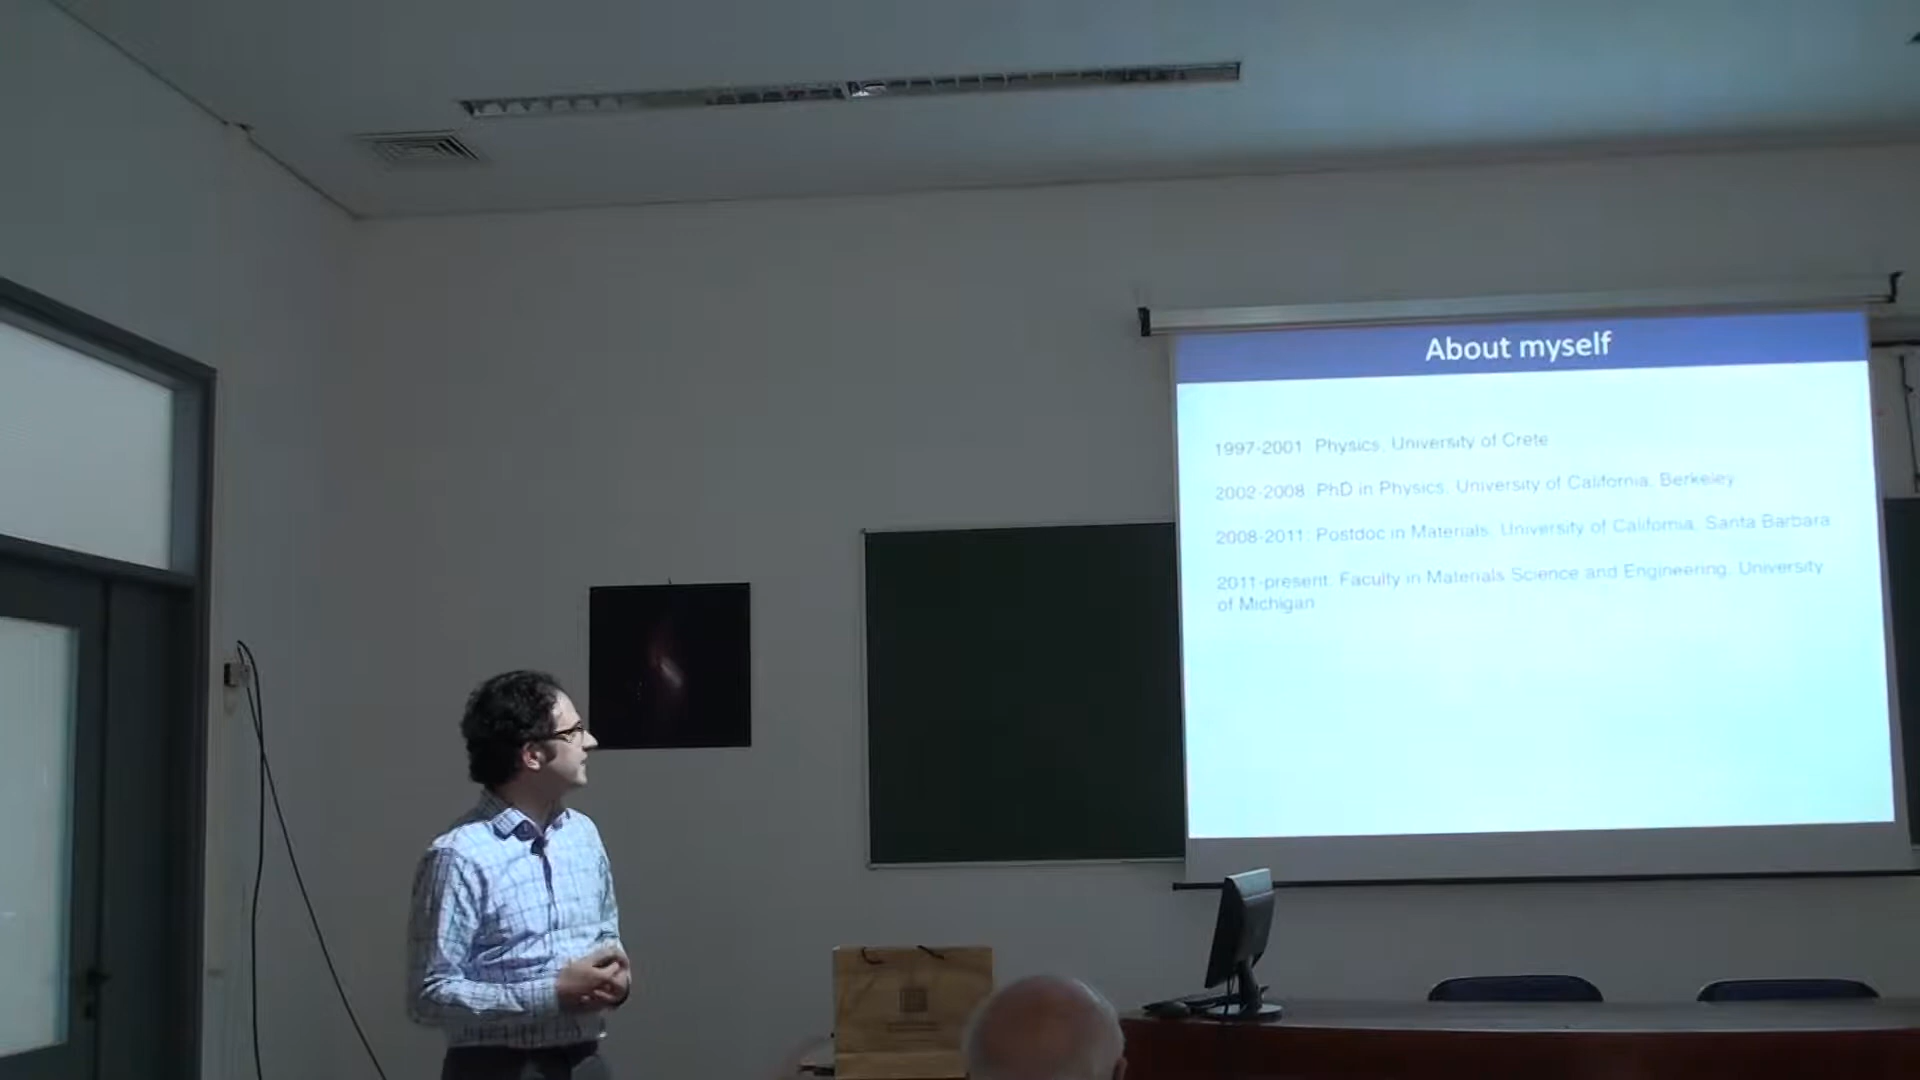 About myself
1997-2001: Physics, University of Crete
2002-2008: PhD in Physics, University of California, Berkeley
2008-2011: Postdoc in Materials, University of California, Santa Barbara
2011-present: Faculty in Materials Science and Engineering, University
of Michigan